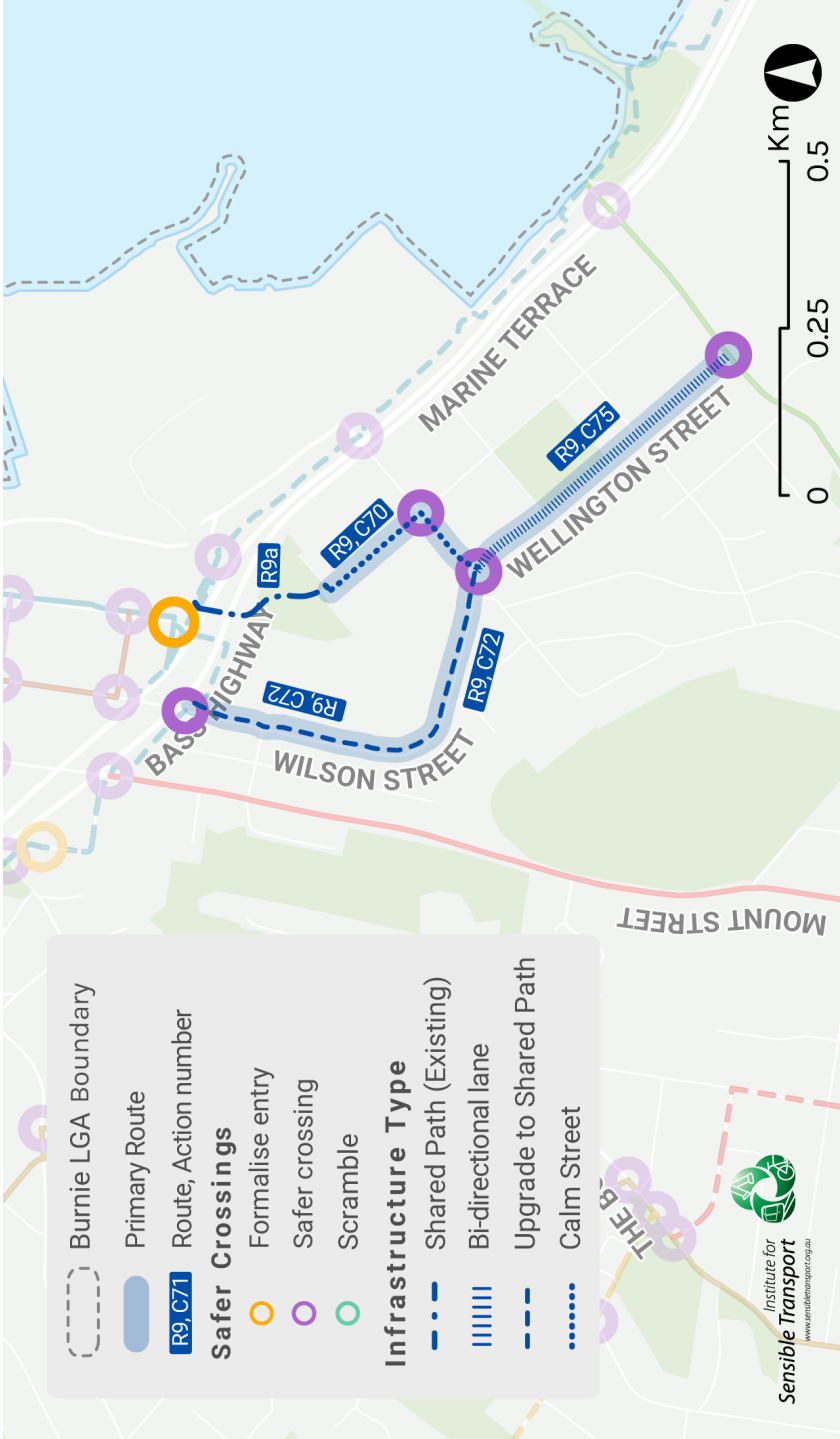 Burnie LGA Boundary
Primary Route
R9, C71
Route, Action number
Safer Crossings
Formalise entry
Safer crossing
Scramble
Infrastructure Type
Shared Path (Existing)
Bi-directional lane
Upgrade to Shared Path
Calm Street
BASS HIGHWAY
R9a
R9, C72
WILSON STREET
R9, C70
MARINE TERRACE
R9, C72
R9, C75
WELLINGTON STREET
MOUNT STREET
THE B
Institute for
Sensible Transport
www.sensibletransport.org.au
Km
0
0.25
0.5